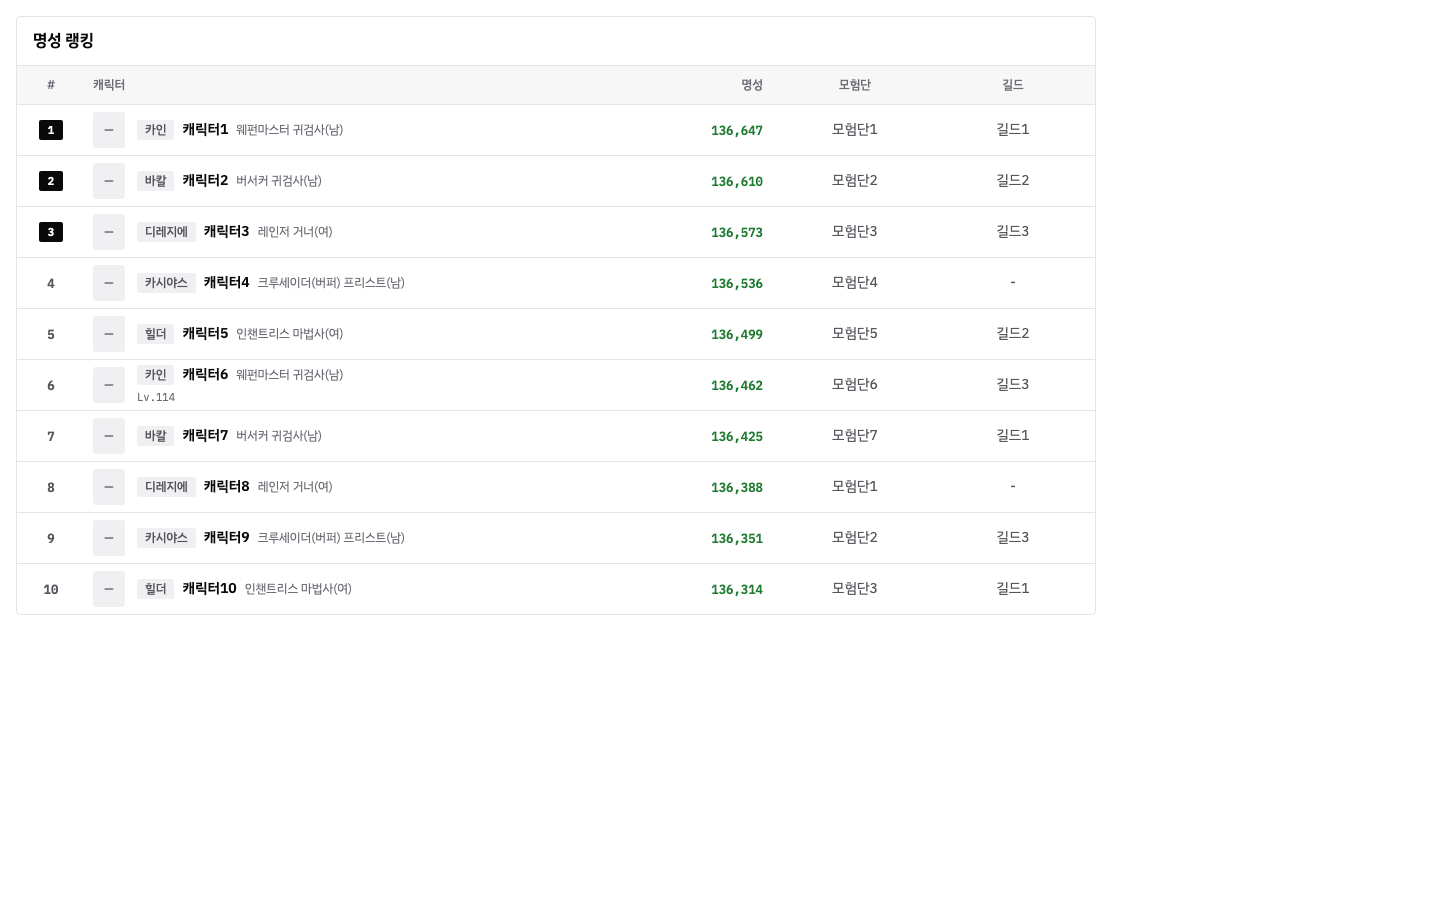 명성 랭킹
# 캐릭터 명성 모험단 길드
1 — 카인 캐릭터1 웨펀마스터 귀검사(남) 136,647 모험단1 길드1
2 — 바칼 캐릭터2 버서커 귀검사(남) 136,610 모험단2 길드2
3 — 디레지에 캐릭터3 레인저 거너(여) 136,573 모험단3 길드3
4 — 카시야스 캐릭터4 크루세이더(버퍼) 프리스트(남) 136,536 모험단4 -
5 — 힐더 캐릭터5 인챈트리스 마법사(여) 136,499 모험단5 길드2
6 — 카인 캐릭터6 웨펀마스터 귀검사(남) 136,462 모험단6 길드3
Lv.114
7 — 바칼 캐릭터7 버서커 귀검사(남) 136,425 모험단7 길드1
8 — 디레지에 캐릭터8 레인저 거너(여) 136,388 모험단1 -
9 — 카시야스 캐릭터9 크루세이더(버퍼) 프리스트(남) 136,351 모험단2 길드3
10 — 힐더 캐릭터10 인챈트리스 마법사(여) 136,314 모험단3 길드1